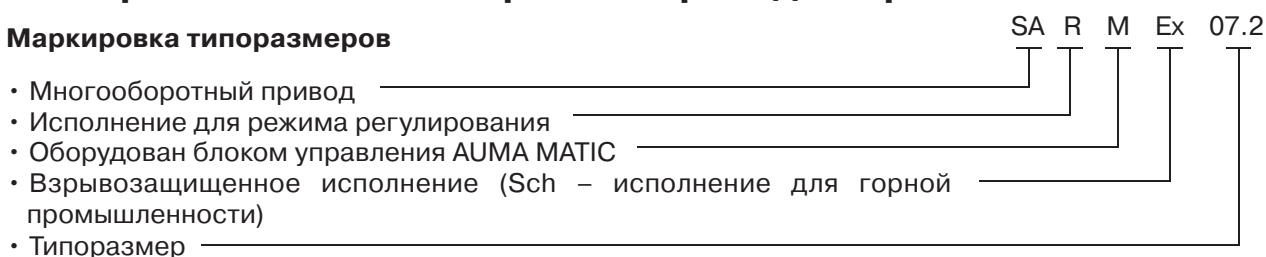 SA R M Ex 07.2
Маркировка типоразмеров
• Многооборотный привод
• Исполнение для режима регулирования
• Оборудован блоком управления AUMA MATIC
• Взрывозащищенное исполнение (Sch – исполнение для горной
промышленности)
• Типоразмер